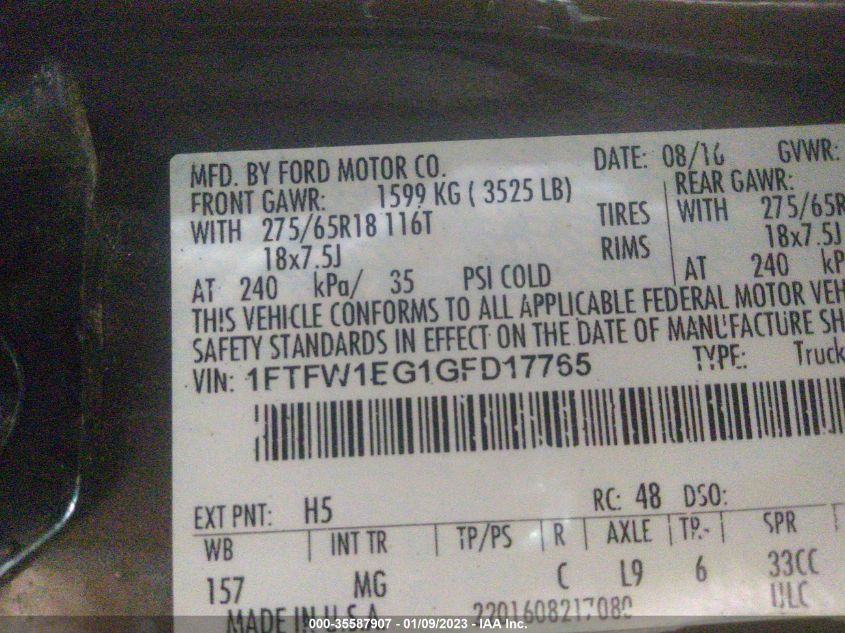 MFD. BY FORD MOTOR CO. DATE: 08/16 GVWR:
FRONT GAWR: 1599 KG ( 3525 LB) REAR GAWR:
WITH 275/65R18 116T TIRES WITH 275/65R
18x7.5J RIMS 18x7.5J
AT 240 kPa/ 35 PSI COLD AT 240 kP
THIS VEHICLE CONFORMS TO ALL APPLICABLE FEDERAL MOTOR VEH
SAFETY STANDARDS IN EFFECT ON THE DATE OF MANUFACTURE SH
VIN: 1FTFW1EG1GFD17765 TYPE: Truck
EXT PNT: H5 RC: 48 DSO:
WB INT TR TP/PS R AXLE TR- SPR
157 MG C L9 6 33CC
MADE IN U.S.A. 2201608217080 IJLC
000-35587907 - 01/09/2023 - IAA Inc.